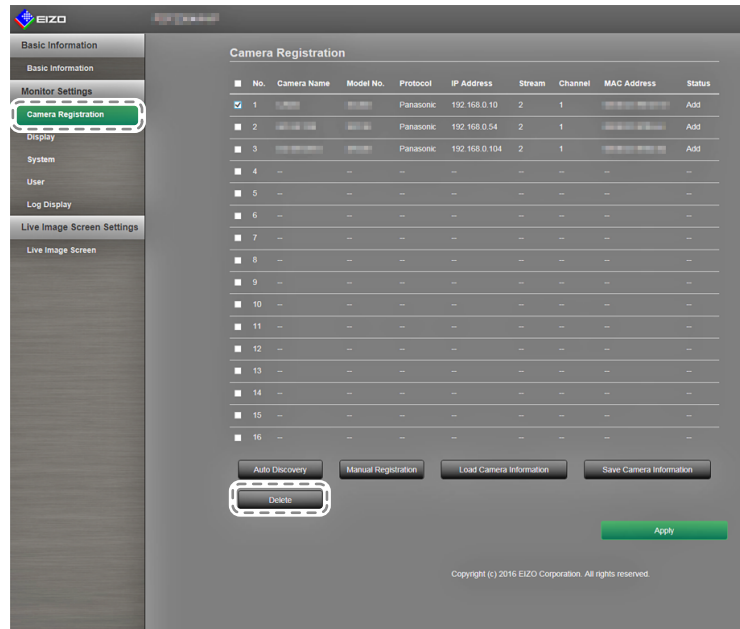 EIZO
Basic Information
Basic Information
Monitor Settings
Camera Registration
Display
System
User
Log Display
Live Image Screen Settings
Live Image Screen
Camera Registration
No. Camera Name Model No. Protocol IP Address Stream Channel MAC Address Status
1 Panasonic 192.168.0.10 2 1 Add
2 Panasonic 192.168.0.54 2 1 Add
3 Panasonic 192.168.0.104 2 1 Add
4 -- -- -- -- -- -- -- --
5 -- -- -- -- -- -- -- --
6 -- -- -- -- -- -- -- --
7 -- -- -- -- -- -- -- --
8 -- -- -- -- -- -- -- --
9 -- -- -- -- -- -- -- --
10 -- -- -- -- -- -- -- --
11 -- -- -- -- -- -- -- --
12 -- -- -- -- -- -- -- --
13 -- -- -- -- -- -- -- --
14 -- -- -- -- -- -- -- --
15 -- -- -- -- -- -- -- --
16 -- -- -- -- -- -- -- --
Auto Discovery Manual Registration Load Camera Information Save Camera Information
Delete
Apply
Copyright (c) 2016 EIZO Corporation. All rights reserved.